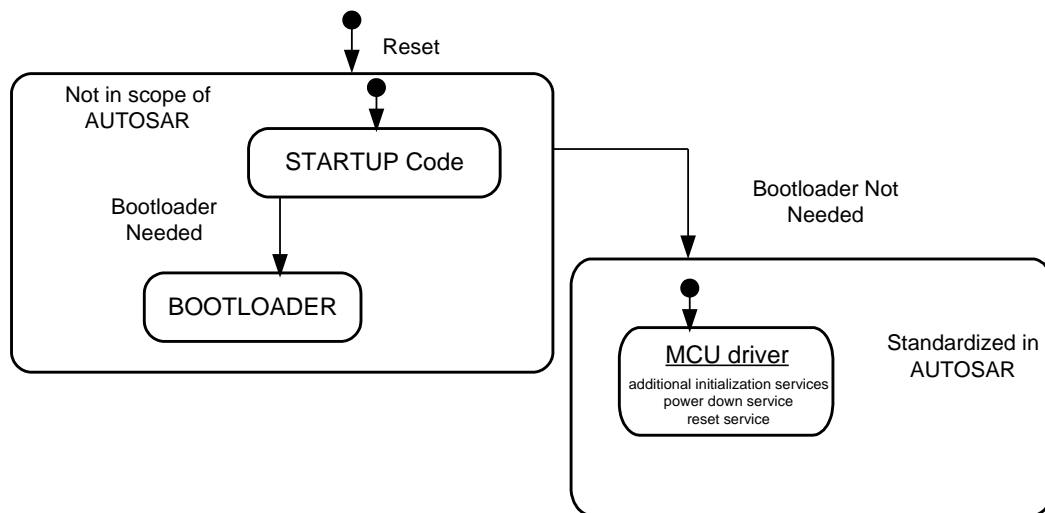 Reset
Not in scope of
AUTOSAR
STARTUP Code
Bootloader
Needed
BOOTLOADER
Bootloader Not
Needed
MCU driver
additional initialization services
power down service
reset service
Standardized in
AUTOSAR